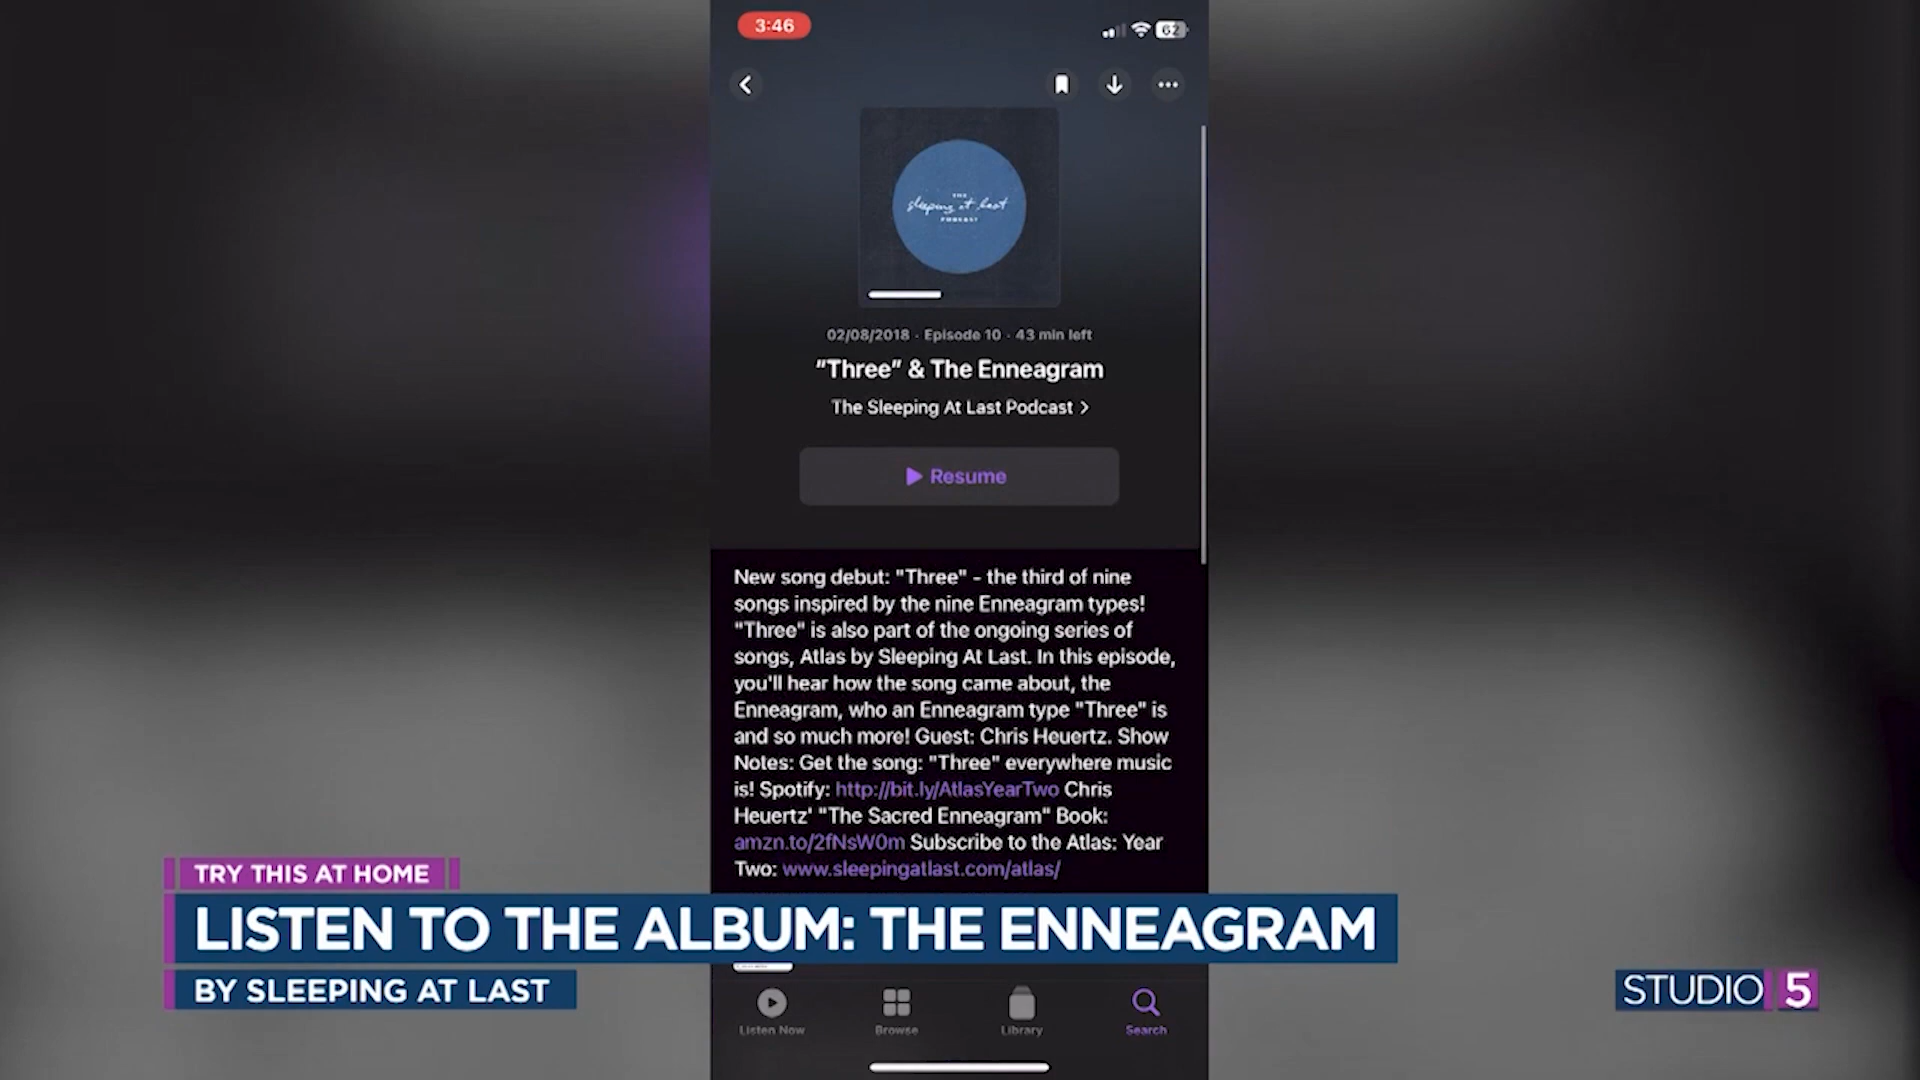 3:46
62
THE
sleeping at last
PODCAST
02/08/2018 · Episode 10 · 43 min left
"Three" & The Enneagram
The Sleeping At Last Podcast >
Resume
New song debut: "Three" - the third of nine
songs inspired by the nine Enneagram types!
"Three" is also part of the ongoing series of
songs, Atlas by Sleeping At Last. In this episode,
you'll hear how the song came about, the
Enneagram, who an Enneagram type "Three" is
and so much more! Guest: Chris Heuertz. Show
Notes: Get the song: "Three" everywhere music
is! Spotify: http://bit.ly/AtlasYearTwo Chris
Heuertz' "The Sacred Enneagram" Book:
amzn.to/2fNsW0m Subscribe to the Atlas: Year
Two: www.sleepingatlast.com/atlas/
TRY THIS AT HOME
LISTEN TO THE ALBUM: THE ENNEAGRAM
BY SLEEPING AT LAST
STUDIO 5
Listen Now
Browse
Library
Search